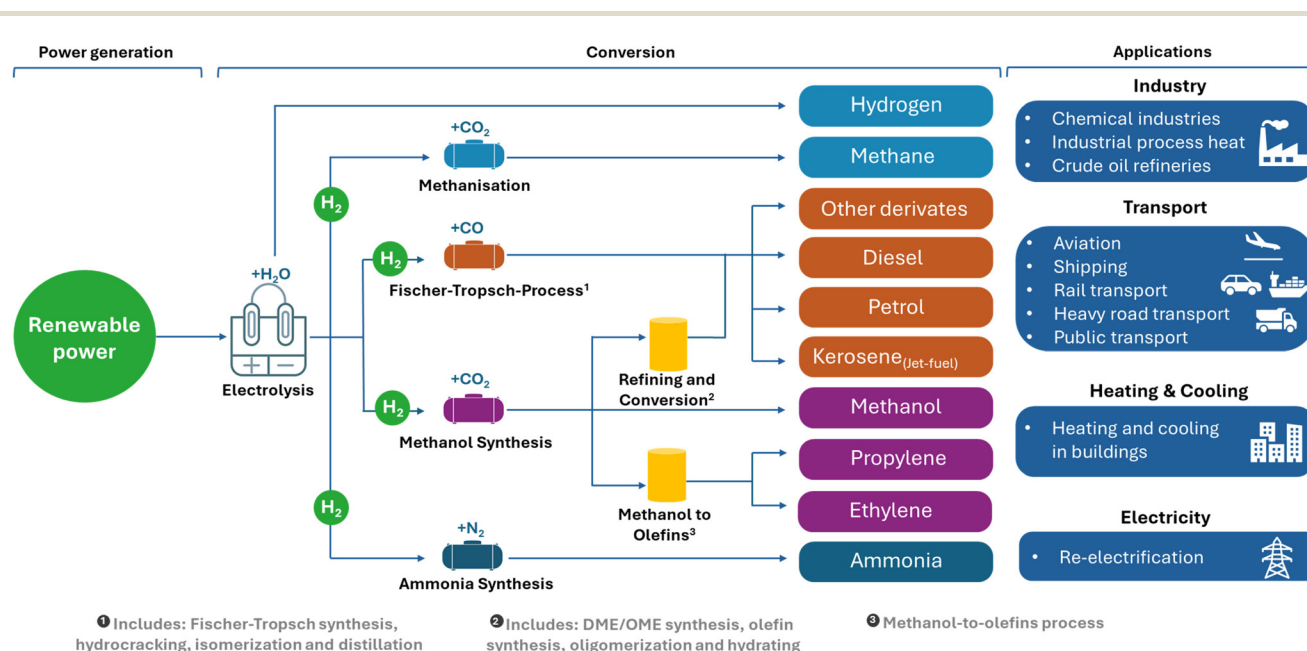 Power generation
Conversion
Applications
Industry
• Chemical industries
• Industrial process heat
• Crude oil refineries
Transport
• Aviation
• Shipping
• Rail transport
• Heavy road transport
• Public transport
Heating & Cooling
• Heating and cooling
in buildings
Electricity
• Re-electrification
Renewable
power
+H₂O
Electrolysis
H₂
+CO₂
Methanisation
H₂
+CO
Fischer-Tropsch-Process¹
H₂
+CO₂
Methanol Synthesis
H₂
+N₂
Ammonia Synthesis
Refining and
Conversion²
Methanol to
Olefins³
Hydrogen
Methane
Other derivates
Diesel
Petrol
Kerosene(Jet-fuel)
Methanol
Propylene
Ethylene
Ammonia
❶ Includes: Fischer-Tropsch synthesis,
hydrocracking, isomerization and distillation
❷ Includes: DME/OME synthesis, olefin
synthesis, oligomerization and hydrating
❸ Methanol-to-olefins process